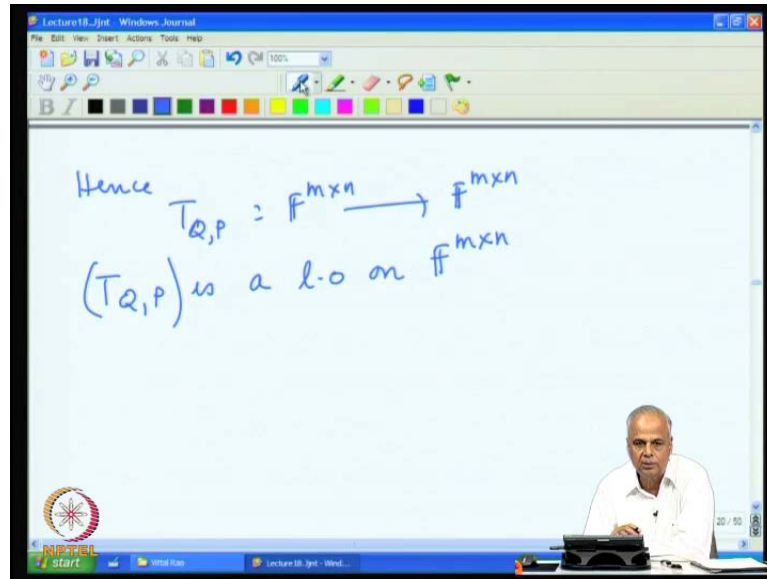 Lecture18.Jjnt - Windows Journal
File Edit View Insert Actions Tools Help
100%
B I
Hence
T_{Q,P} : F^{m×n} ⟶ F^{m×n}
(T_{Q,P}) is a l.o on F^{m×n}
20 / 50
NPTEL
start
Vittal Rao
Lecture18.Jjnt - Wind...